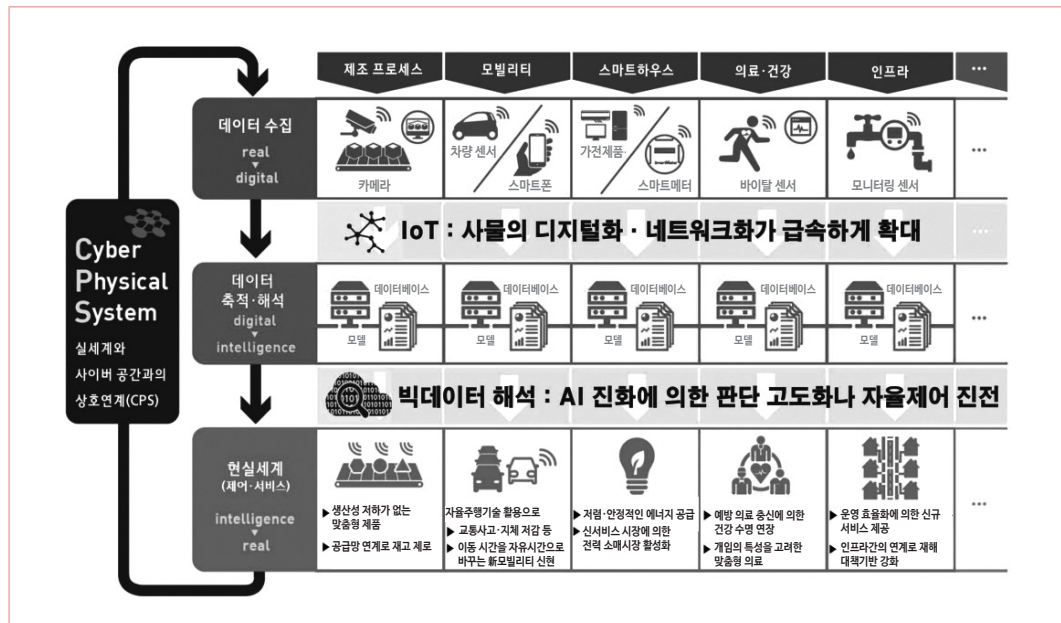 제조 프로세스
모빌리티
스마트하우스
의료·건강
인프라
...
데이터 수집
real
digital
카메라
차량 센서
스마트폰
가전제품·
스마트메터
바이탈 센서
모니터링 센서
...
IoT : 사물의 디지털화 · 네트워크화가 급속하게 확대
...
Cyber
Physical
System
실세계와
사이버 공간과의
상호연계(CPS)
데이터
축적·해석
digital
intelligence
데이터베이스
모델
데이터베이스
모델
데이터베이스
모델
데이터베이스
모델
데이터베이스
모델
...
빅데이터 해석 : AI 진화에 의한 판단 고도화나 자율제어 진전
현실세계
(제어·서비스)
intelligence
real
▶ 생산성 저하가 없는
맞춤형 제품
▶ 공급망 연계로 재고 제로
자율주행기술 활용으로
▶ 교통사고·지체 저감 등
▶ 이동 시간을 자유시간으로
바꾸는 新모빌리티 신현
▶ 저렴·안정적인 에너지 공급
▶ 신서비스 시장에 의한
전력 소매시장 활성화
▶ 예방 의료 충신에 의한
건강 수명 연장
▶ 개임의 특성을 고려한
맞춤형 의료
▶ 운영 효율화에 의한 신규
서비스 제공
▶ 인프라간의 연계로 재해
대책기반 강화
...